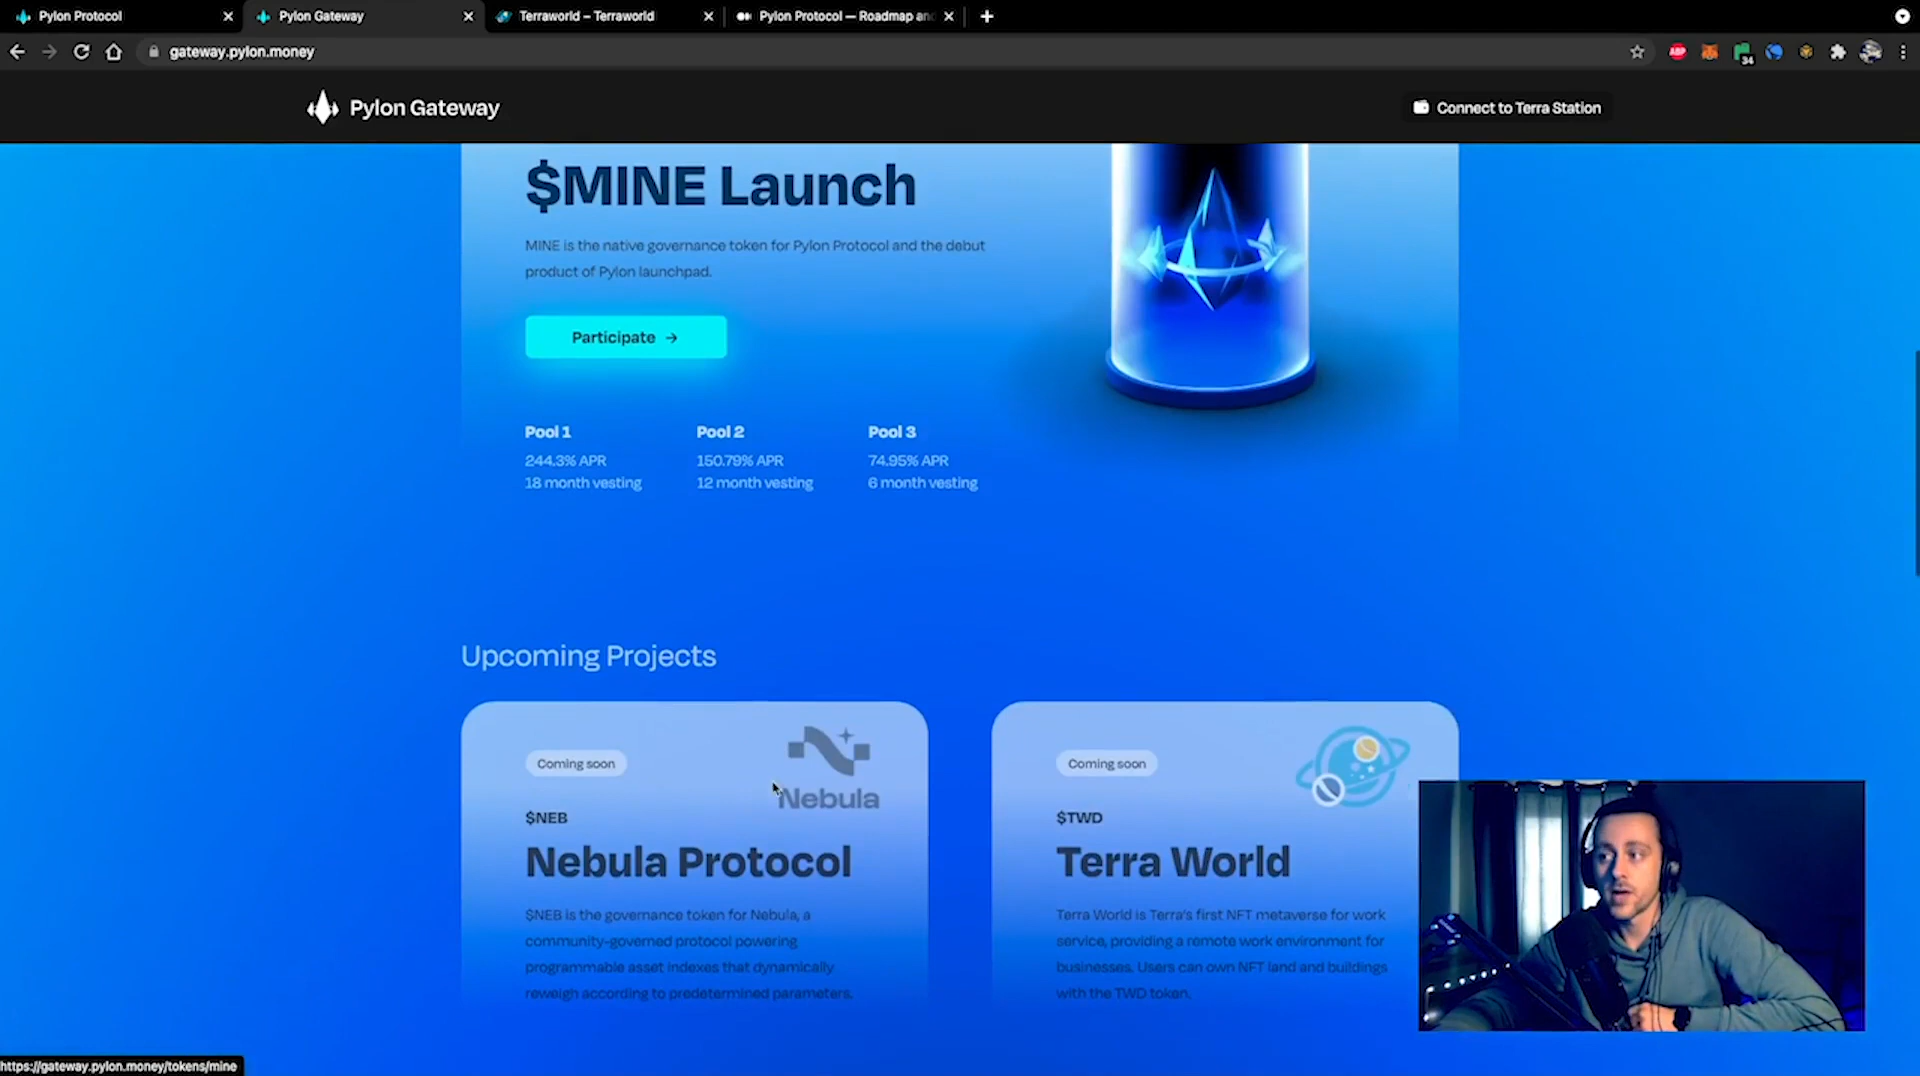 Pylon Protocol
Pylon Gateway
Terraworld – Terraworld
Pylon Protocol — Roadmap an
gateway.pylon.money
ABP
34
Pylon Gateway
Connect to Terra Station
$MINE Launch
MINE is the native governance token for Pylon Protocol and the debut
product of Pylon launchpad.
Participate →
Pool 1
244.3% APR
18 month vesting
Pool 2
150.79% APR
12 month vesting
Pool 3
74.95% APR
6 month vesting
Upcoming Projects
Coming soon
Nebula
$NEB
Nebula Protocol
$NEB is the governance token for Nebula, a
community-governed protocol powering
programmable asset indexes that dynamically
reweigh according to predetermined parameters.
Coming soon
$TWD
Terra World
Terra World is Terra's first NFT metaverse for work
service, providing a remote work environment for
businesses. Users can own NFT land and buildings
with the TWD token.
https://gateway.pylon.money/tokens/mine